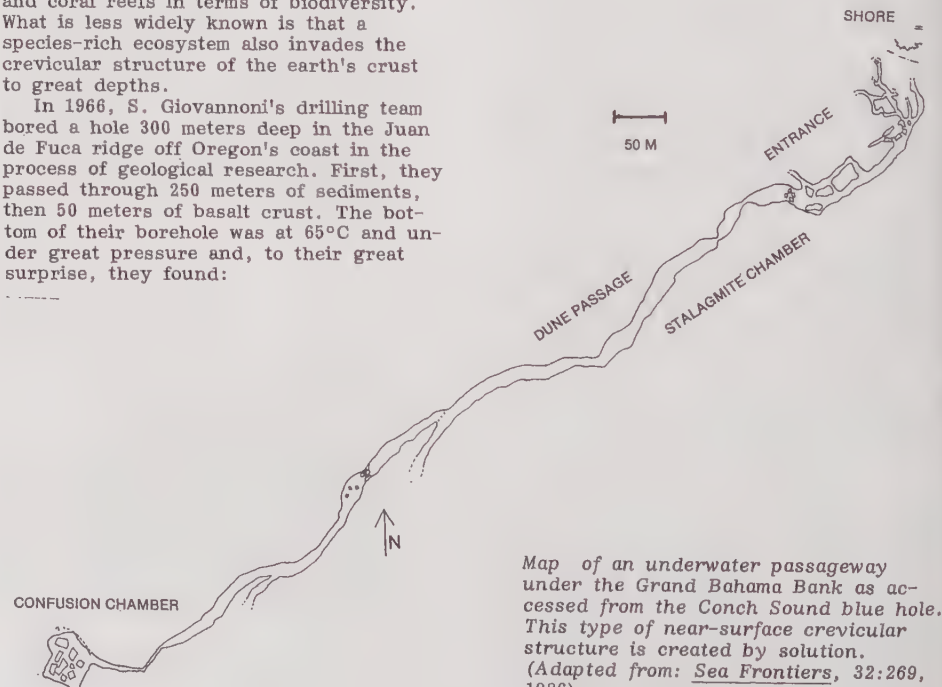 and coral reefs in terms of biodiversity.
What is less widely known is that a
species-rich ecosystem also invades the
crevicular structure of the earth's crust
to great depths.
In 1966, S. Giovannoni's drilling team
bored a hole 300 meters deep in the Juan
de Fuca ridge off Oregon's coast in the
process of geological research. First, they
passed through 250 meters of sediments,
then 50 meters of basalt crust. The bot-
tom of their borehole was at 65°C and un-
der great pressure and, to their great
surprise, they found:
SHORE
50 M
ENTRANCE
STALAGMITE CHAMBER
DUNE PASSAGE
N
CONFUSION CHAMBER
Map of an underwater passageway
under the Grand Bahama Bank as ac-
cessed from the Conch Sound blue hole.
This type of near-surface crevicular
structure is created by solution.
(Adapted from: Sea Frontiers, 32:269,
1986)